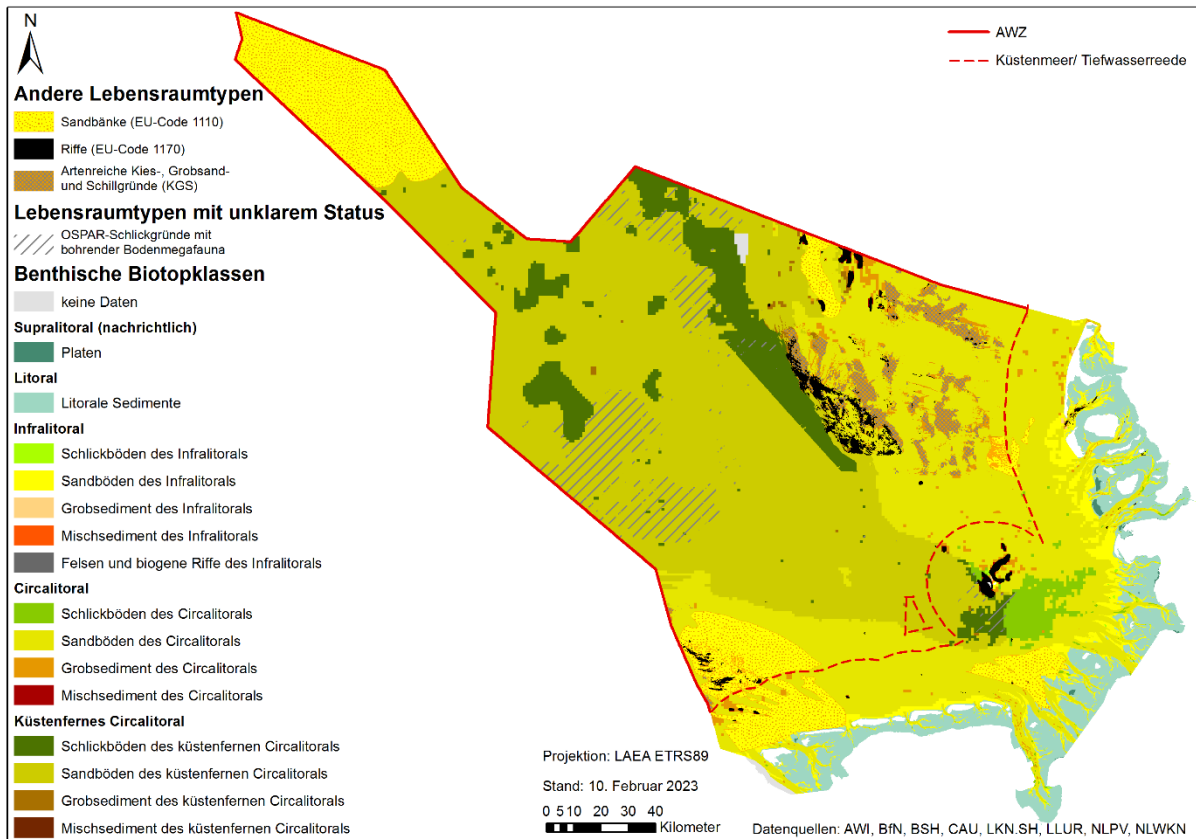 N
AWZ
Küstenmeer/ Tiefwasserreede
Andere Lebensraumtypen
Sandbänke (EU-Code 1110)
Riffe (EU-Code 1170)
Artenreiche Kies-, Grobsand-
und Schillgründe (KGS)
Lebensraumtypen mit unklarem Status
OSPAR-Schlickgründe mit
bohrender Bodenmegafauna
Benthische Biotopklassen
keine Daten
Supralitoral (nachrichtlich)
Platen
Litoral
Litorale Sedimente
Infralitoral
Schlickböden des Infralitorals
Sandböden des Infralitorals
Grobsediment des Infralitorals
Mischsediment des Infralitorals
Felsen und biogene Riffe des Infralitorals
Circalitoral
Schlickböden des Circalitorals
Sandböden des Circalitorals
Grobsediment des Circalitorals
Mischsediment des Circalitorals
Küstenfernes Circalitoral
Schlickböden des küstenfernen Circalitorals
Sandböden des küstenfernen Circalitorals
Grobsediment des küstenfernen Circalitorals
Mischsediment des küstenfernen Circalitorals
Projektion: LAEA ETRS89
Stand: 10. Februar 2023
0 5 10 20 30 40
Kilometer
Datenquellen: AWI, BfN, BSH, CAU, LKN.SH, LLUR, NLPV, NLWKN